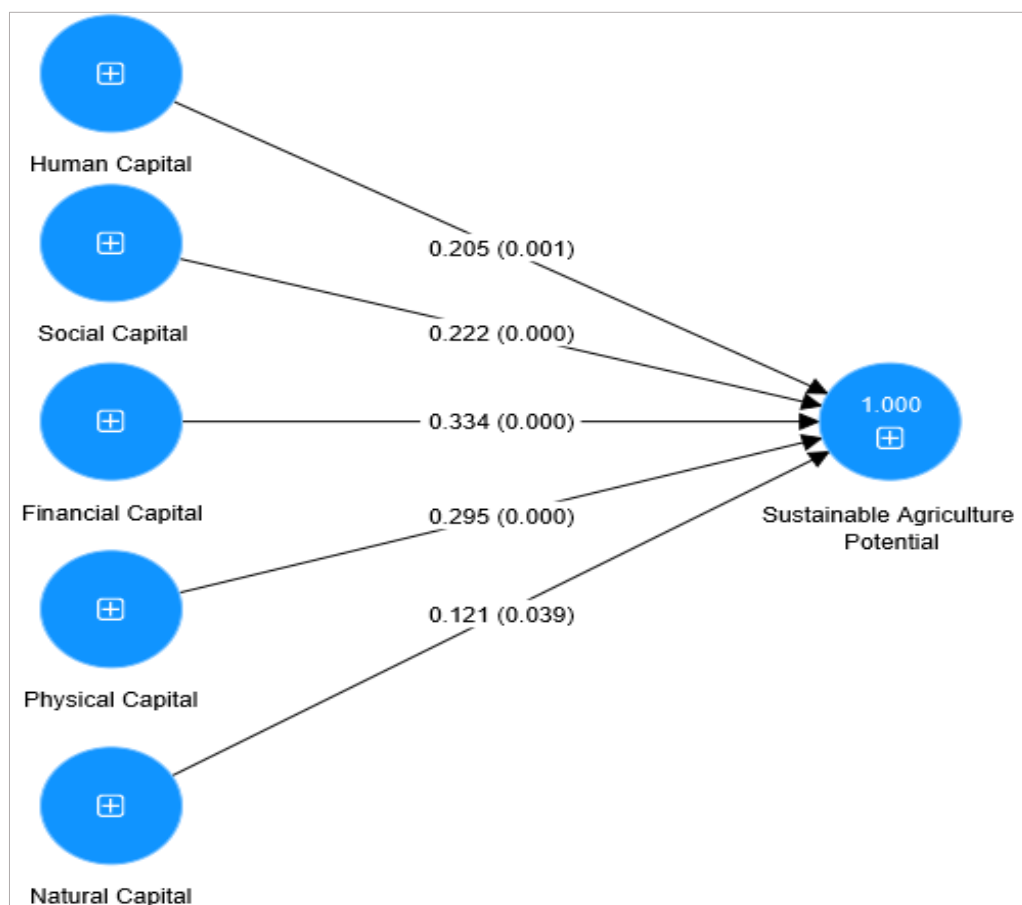 Human Capital
0.205 (0.001)
Social Capital
0.222 (0.000)
1.000
Financial Capital
0.334 (0.000)
Sustainable Agriculture
Potential
0.295 (0.000)
Physical Capital
0.121 (0.039)
Natural Capital